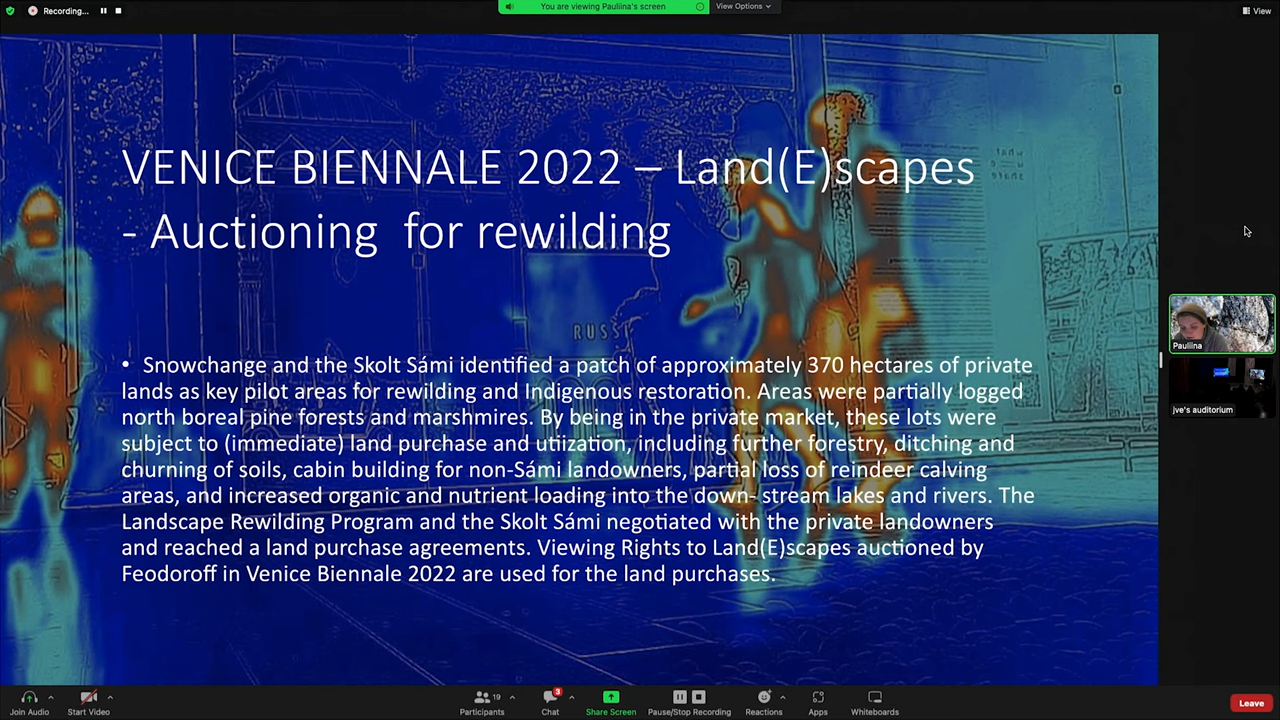 Recording...
You are viewing Pauliina's screen
View Options
View
VENICE BIENNALE 2022 – Land(E)scapes
- Auctioning for rewilding
RUSSI
what
share
• Snowchange and the Skolt Sámi identified a patch of approximately 370 hectares of private
lands as key pilot areas for rewilding and Indigenous restoration. Areas were partially logged
north boreal pine forests and marshmires. By being in the private market, these lots were
subject to (immediate) land purchase and utiization, including further forestry, ditching and
churning of soils, cabin building for non-Sámi landowners, partial loss of reindeer calving
areas, and increased organic and nutrient loading into the down- stream lakes and rivers. The
Landscape Rewilding Program and the Skolt Sámi negotiated with the private landowners
and reached a land purchase agreements. Viewing Rights to Land(E)scapes auctioned by
Feodoroff in Venice Biennale 2022 are used for the land purchases.
Pauliina
jve's auditorium
Join Audio
Start Video
Participants
19
Chat
3
Share Screen
Pause/Stop Recording
Reactions
Apps
Whiteboards
Leave